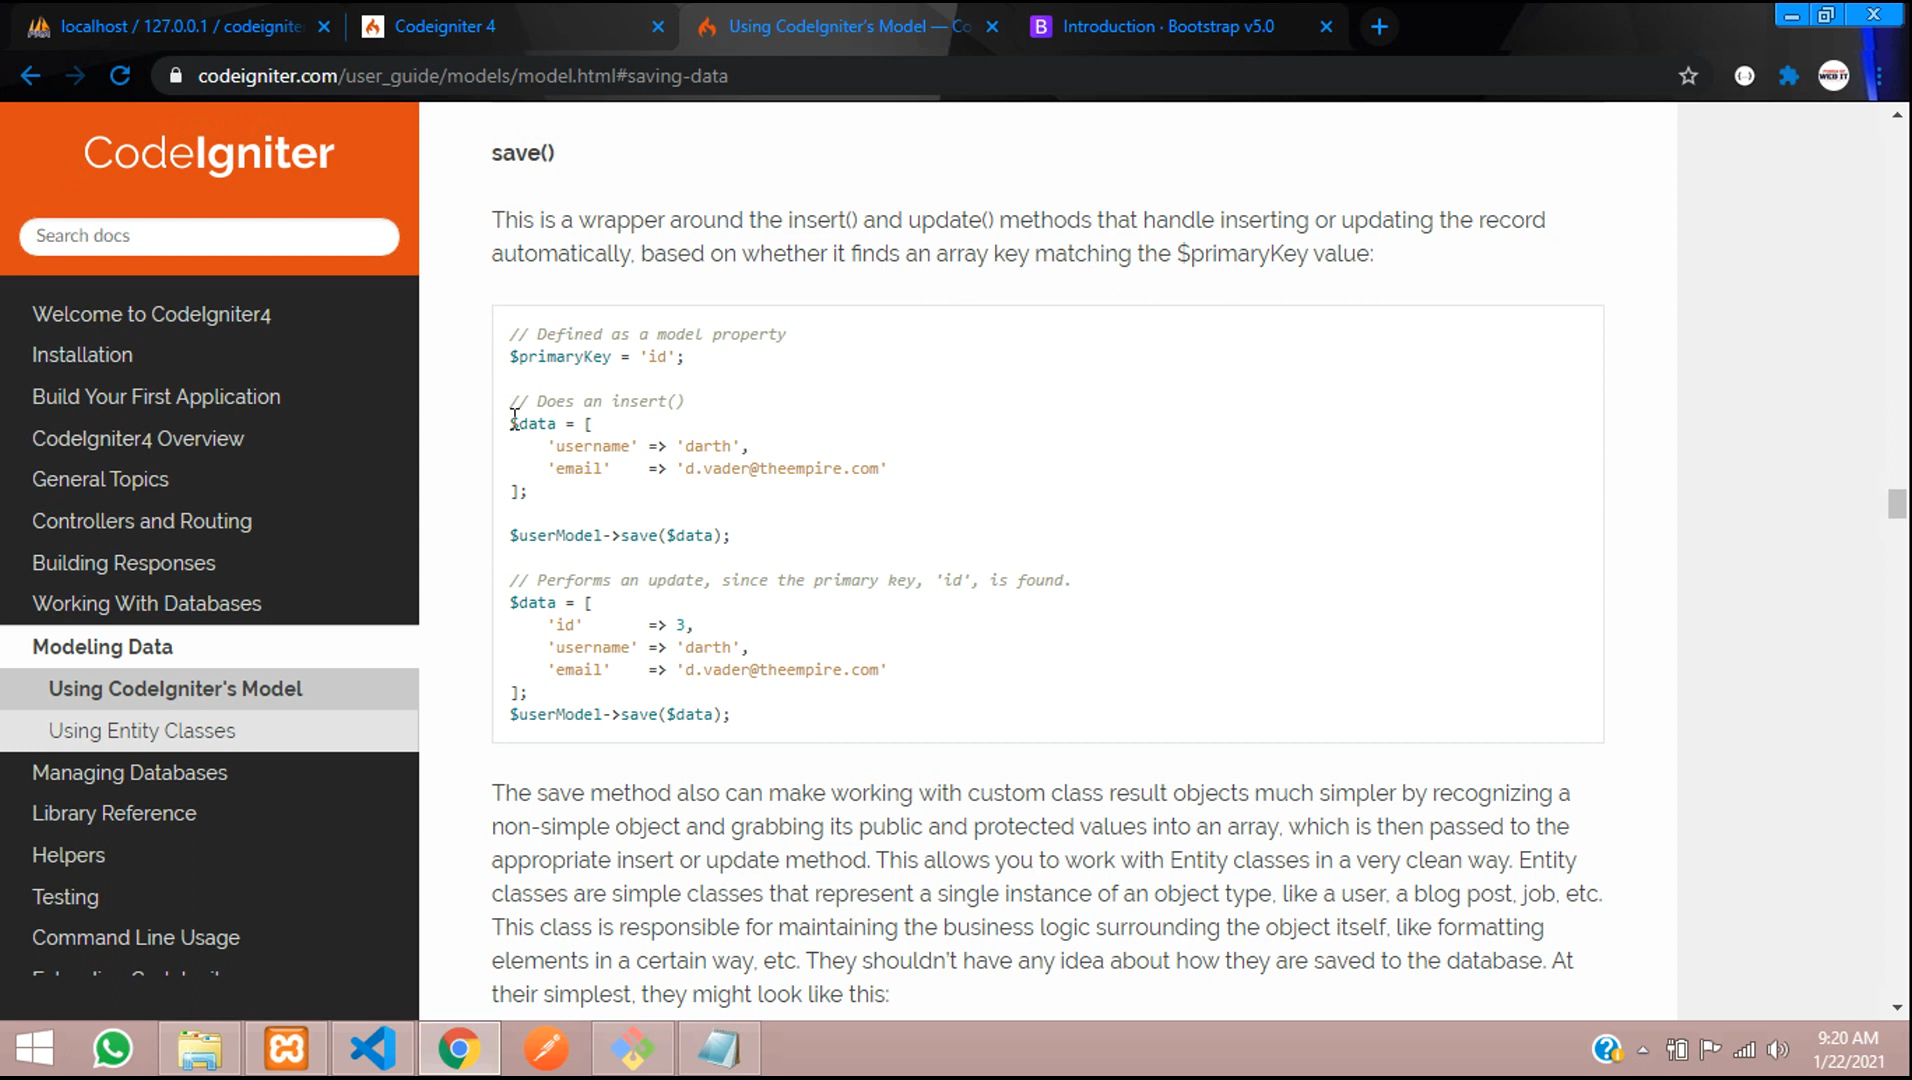 localhost / 127.0.0.1 / codeignite
Codeigniter 4
Using CodeIgniter's Model — Co
B Introduction · Bootstrap v5.0
codeigniter.com/user_guide/models/model.html#saving-data
WEB IT
CodeIgniter
Search docs
Welcome to CodeIgniter4
Installation
Build Your First Application
CodeIgniter4 Overview
General Topics
Controllers and Routing
Building Responses
Working With Databases
Modeling Data
Using CodeIgniter's Model
Using Entity Classes
Managing Databases
Library Reference
Helpers
Testing
Command Line Usage
save()
This is a wrapper around the insert() and update() methods that handle inserting or updating the record
automatically, based on whether it finds an array key matching the $primaryKey value:
// Defined as a model property
$primaryKey = 'id';
// Does an insert()
$data = [
'username' => 'darth',
'email' => 'd.vader@theempire.com'
];
$userModel->save($data);
// Performs an update, since the primary key, 'id', is found.
$data = [
'id' => 3,
'username' => 'darth',
'email' => 'd.vader@theempire.com'
];
$userModel->save($data);
The save method also can make working with custom class result objects much simpler by recognizing a
non-simple object and grabbing its public and protected values into an array, which is then passed to the
appropriate insert or update method. This allows you to work with Entity classes in a very clean way. Entity
classes are simple classes that represent a single instance of an object type, like a user, a blog post, job, etc.
This class is responsible for maintaining the business logic surrounding the object itself, like formatting
elements in a certain way, etc. They shouldn't have any idea about how they are saved to the database. At
their simplest, they might look like this:
9:20 AM
1/22/2021